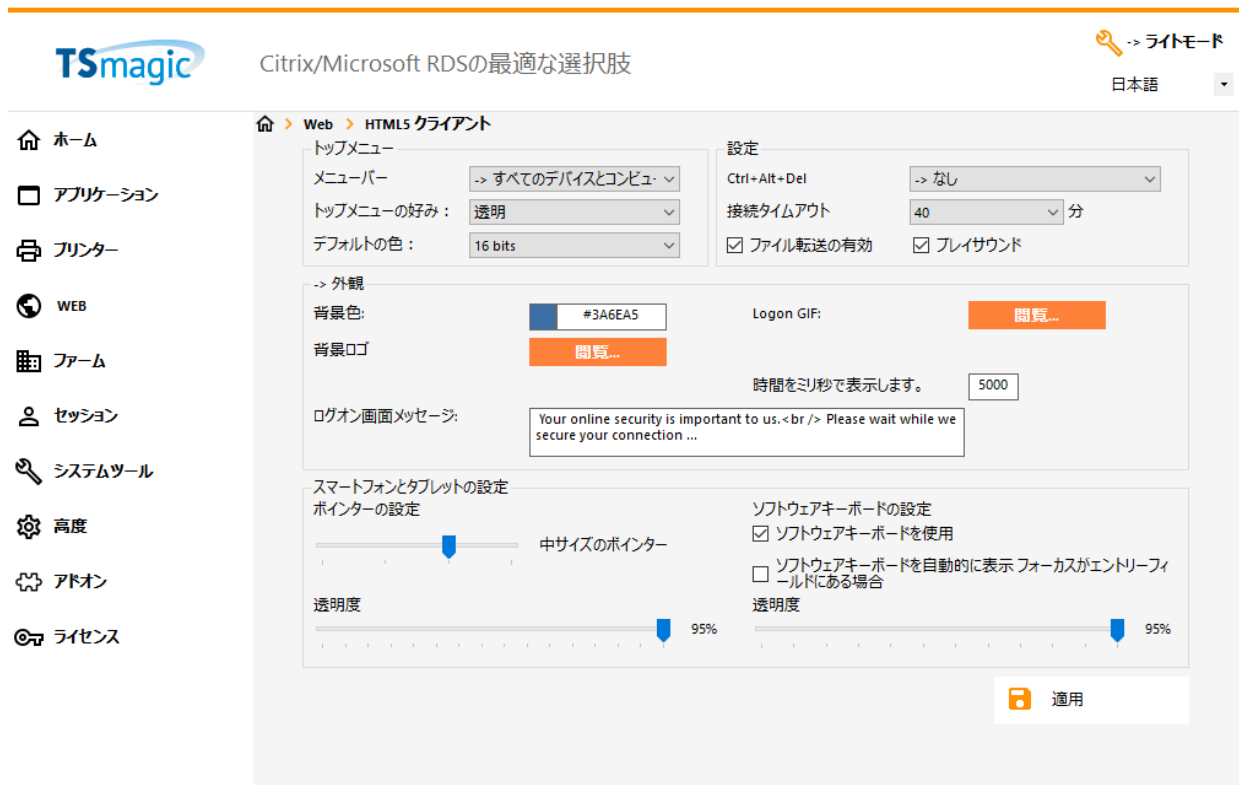 TSmagic
Citrix/Microsoft RDSの最適な選択肢
-> ライトモード
日本語
ホーム
アプリケーション
プリンター
WEB
ファーム
セッション
システムツール
高度
アドオン
ライセンス
Web > HTML5 クライアント
トップメニュー
メニューバー
-> すべてのデバイスとコンピュ-
トップメニューの好み :
透明
デフォルトの色 :
16 bits
設定
Ctrl+Alt+Del
-> なし
接続タイムアウト
40
分
ファイル転送の有効
プレイサウンド
-> 外観
背景色:
#3A6EA5
Logon GIF:
閲覧...
背景ロゴ
閲覧...
時間をミリ秒で表示します。
5000
ログオン画面メッセージ:
Your online security is important to us.<br /> Please wait while we
secure your connection ...
スマートフォンとタブレットの設定
ポインターの設定
中サイズのポインター
ソフトウェアキーボードの設定
ソフトウェアキーボードを使用
ソフトウェアキーボードを自動的に表示 フォーカスがエントリーフィ
ールドにある場合
透明度
95%
透明度
95%
適用